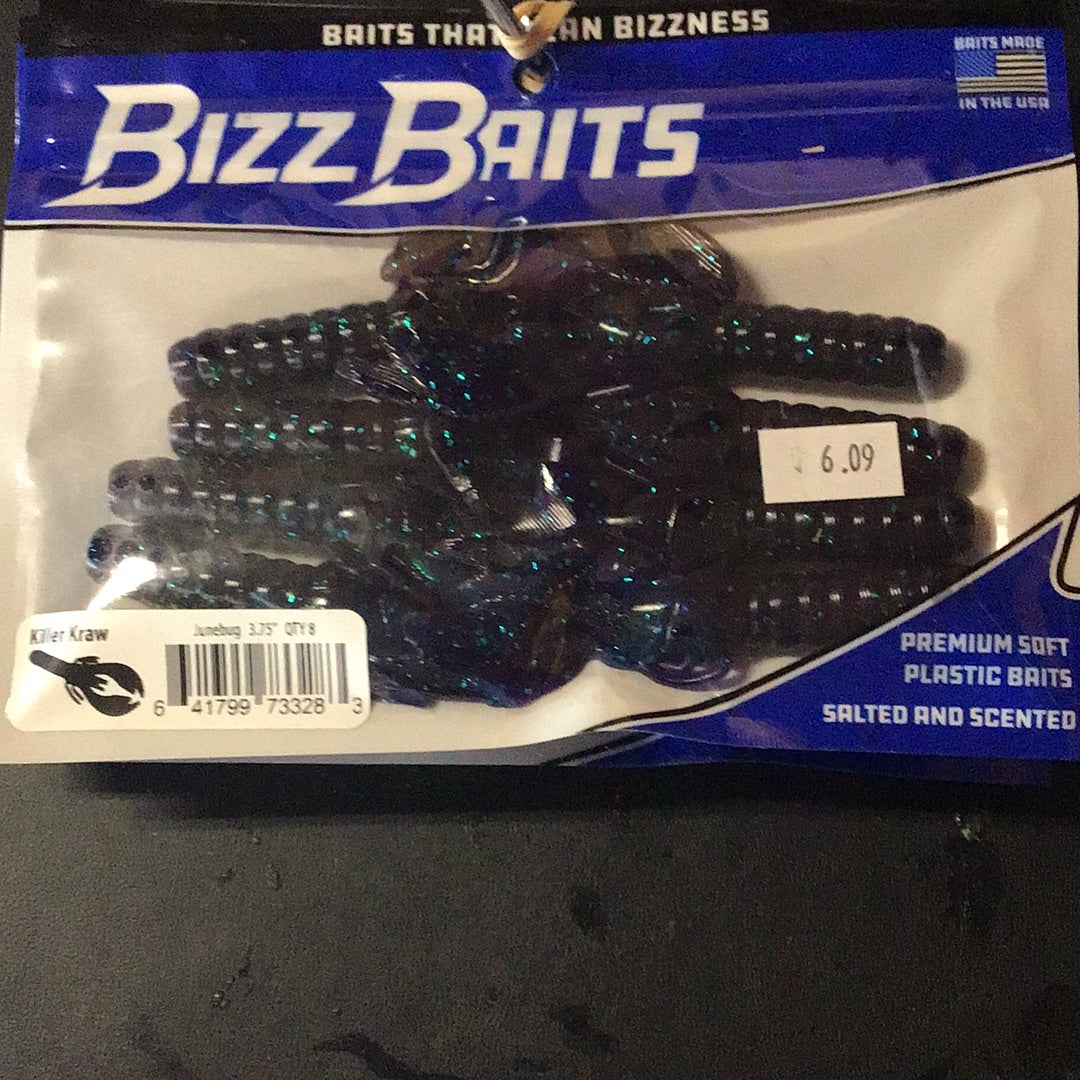 BAITS THAT AN BIZZNESS
BAITS MADE
IN THE USA
BIZZ BAITS
6.09
Killer Kraw
Junebug 3.75" QTY 8
6 41799 73328 3
PREMIUM SOFT
PLASTIC BAITS
SALTED AND SCENTED